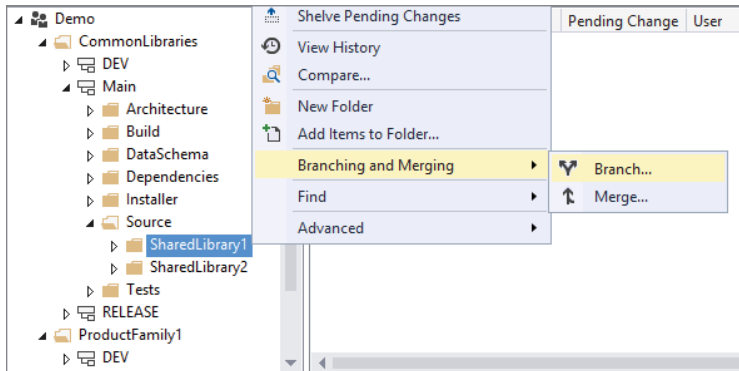 Demo
CommonLibraries
DEV
Main
Architecture
Build
DataSchema
Dependencies
Installer
Source
SharedLibrary1
SharedLibrary2
Tests
RELEASE
ProductFamily1
DEV
Shelve Pending Changes
View History
Compare...
New Folder
Add Items to Folder...
Branching and Merging
Find
Advanced
Branch...
Merge...
Pending Change User